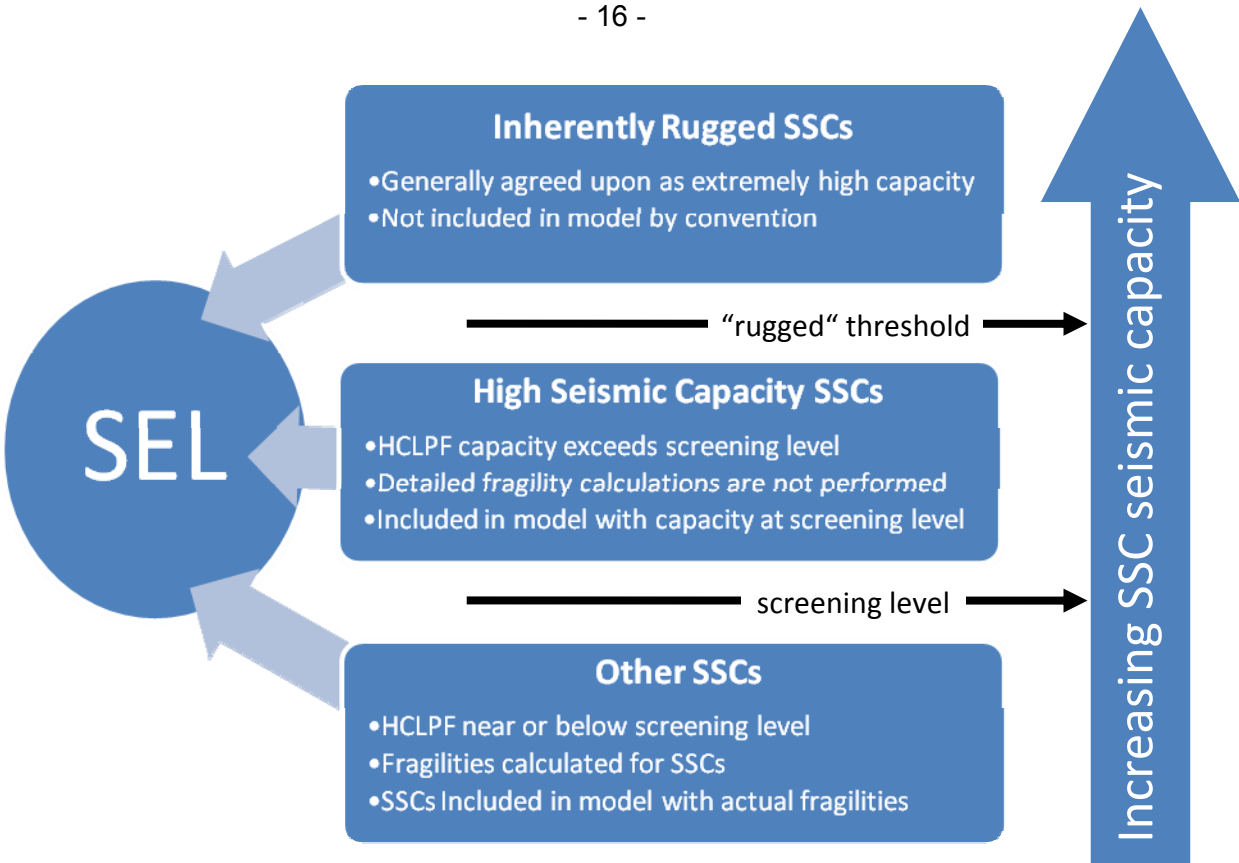 - 16 -
Inherently Rugged SSCs
•Generally agreed upon as extremely high capacity
•Not included in model by convention
“rugged“ threshold
High Seismic Capacity SSCs
•HCLPF capacity exceeds screening level
•Detailed fragility calculations are not performed
•Included in model with capacity at screening level
SEL
screening level
Other SSCs
•HCLPF near or below screening level
•Fragilities calculated for SSCs
•SSCs Included in model with actual fragilities
Increasing SSC seismic capacity